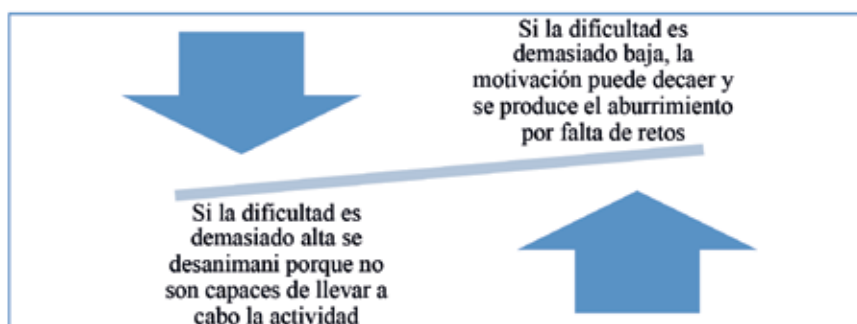 Si la dificultad es
demasiado baja, la
motivación puede decaer y
se produce el aburrimiento
por falta de retos
Si la dificultad es
demasiado alta se
desanimani porque no
son capaces de llevar a
cabo la actividad